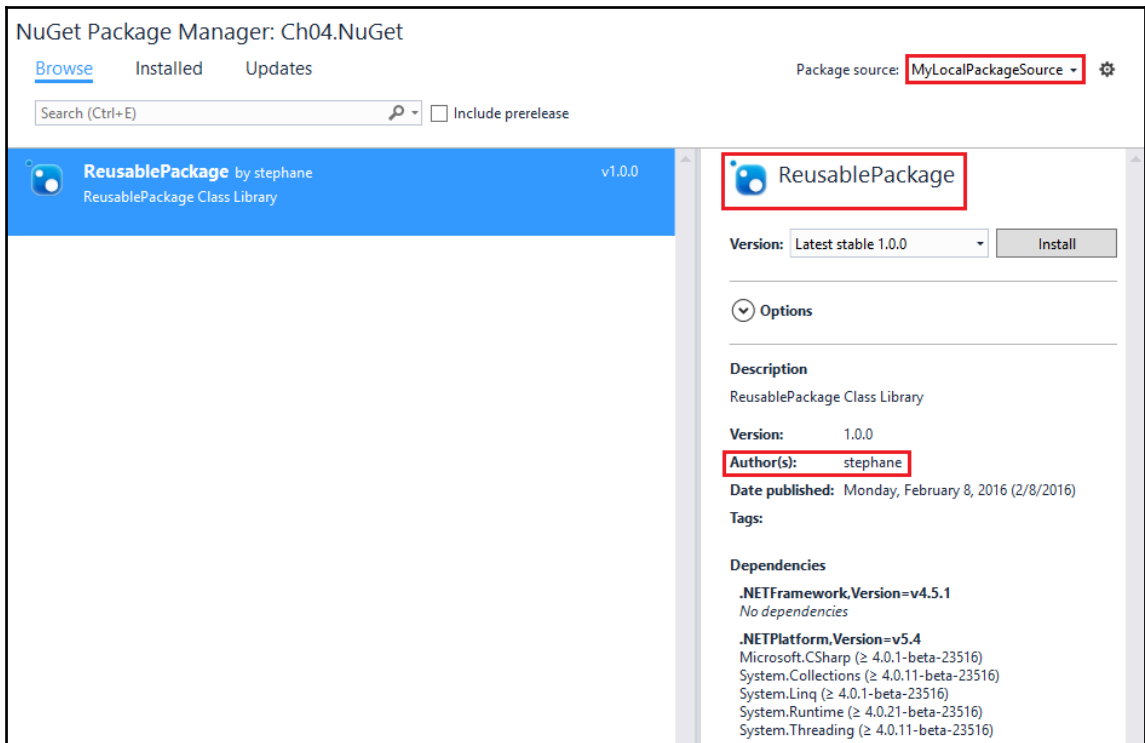 NuGet Package Manager: Ch04.NuGet
Browse Installed Updates
Package source: MyLocalPackageSource
Search (Ctrl+E)
Include prerelease
ReusablePackage by stephane v1.0.0
ReusablePackage Class Library
ReusablePackage
Version: Latest stable 1.0.0 Install
Options
Description
ReusablePackage Class Library
Version: 1.0.0
Author(s): stephane
Date published: Monday, February 8, 2016 (2/8/2016)
Tags:
Dependencies
.NETFramework,Version=v4.5.1
No dependencies
.NETPlatform,Version=v5.4
Microsoft.CSharp (≥ 4.0.1-beta-23516)
System.Collections (≥ 4.0.11-beta-23516)
System.Linq (≥ 4.0.1-beta-23516)
System.Runtime (≥ 4.0.21-beta-23516)
System.Threading (≥ 4.0.11-beta-23516)